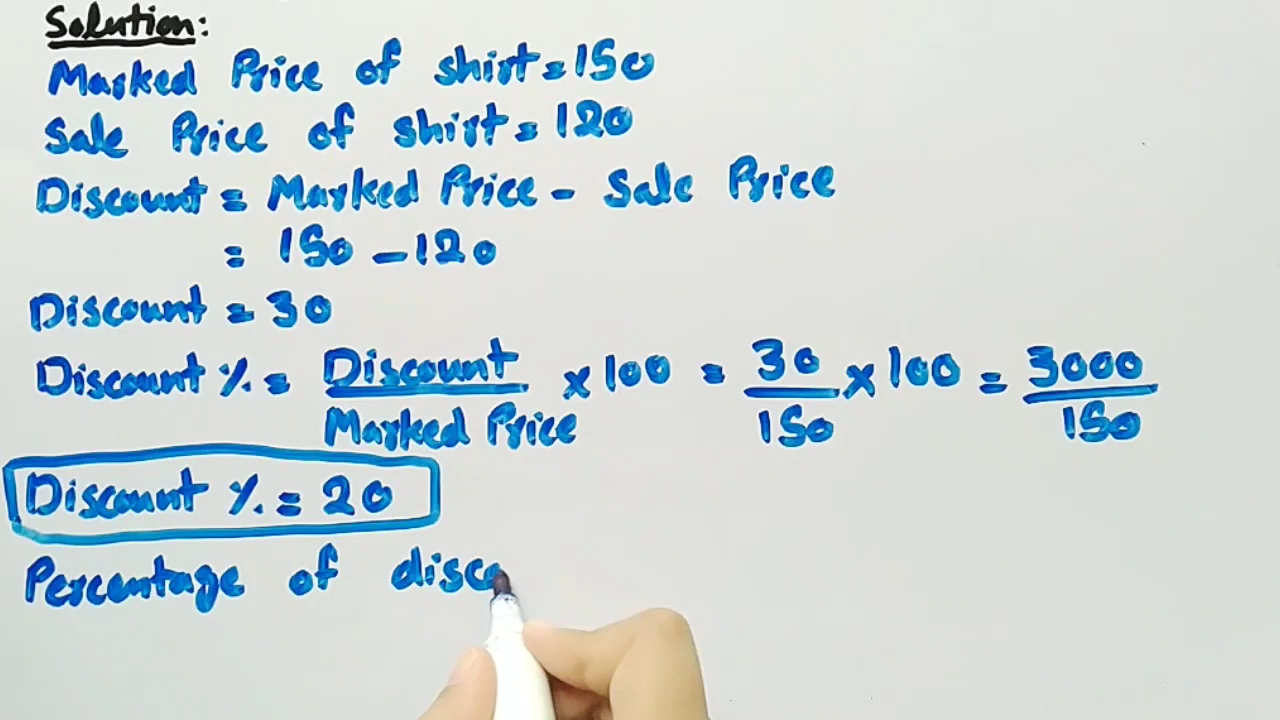 Solution:
Marked Price of shirt = 150
Sale Price of shirt = 120
Discount = Marked Price - Sale Price
= 150 - 120
Discount = 30
Discount % = Discount / Marked Price × 100 = 30 / 150 × 100 = 3000 / 150
Discount % = 20
Percentage of disco